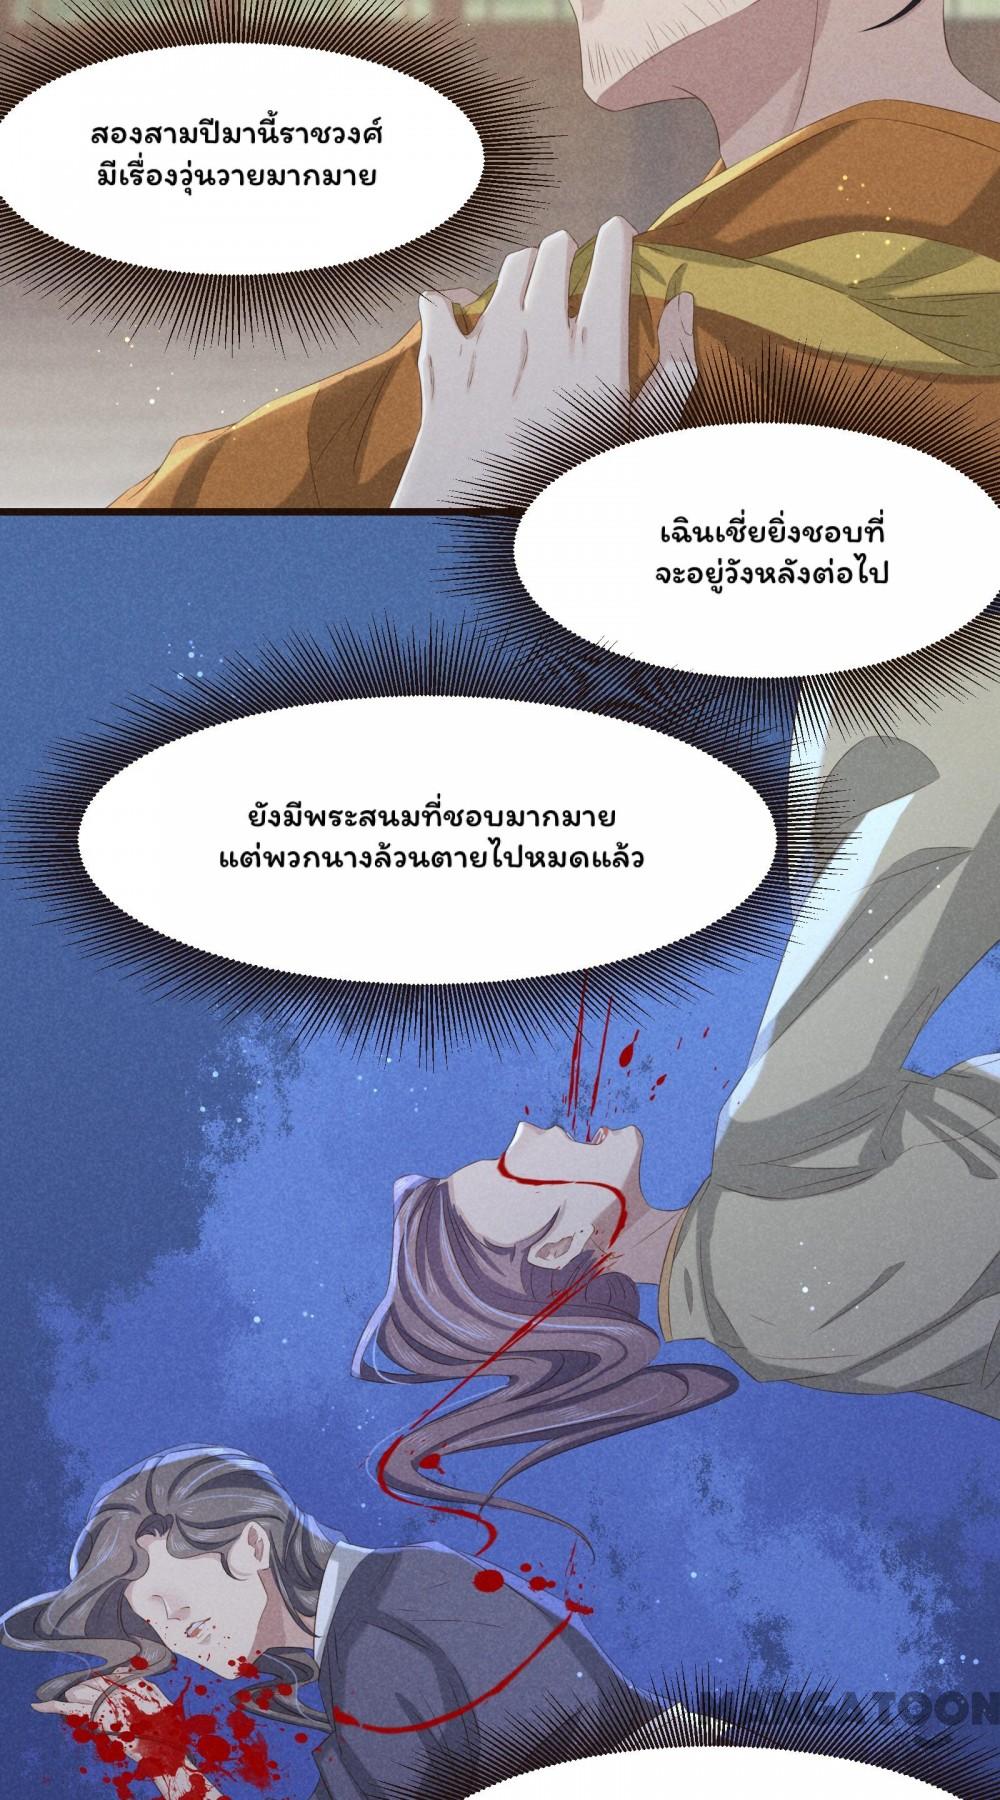 สองสามปีมานี้ราชวงศ์
มีเรื่องวุ่นวายมากมาย
เฉินเชี่ยยิ่งชอบที่
จะอยู่วังหลังต่อไป
ยังมีพระสนมที่ชอบมากมาย
แต่พวกนางล้วนตายไปหมดแล้ว
MANGATOON